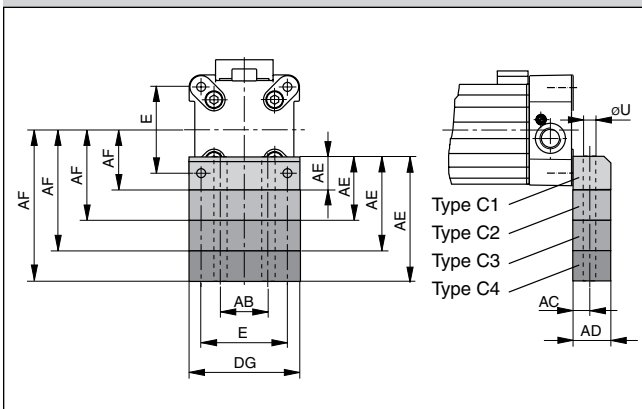 E
AF
AF
AF
AF
AE
AE
AE
AE
AB
E
DG
øU
Type C1
Type C2
Type C3
Type C4
AC
AD